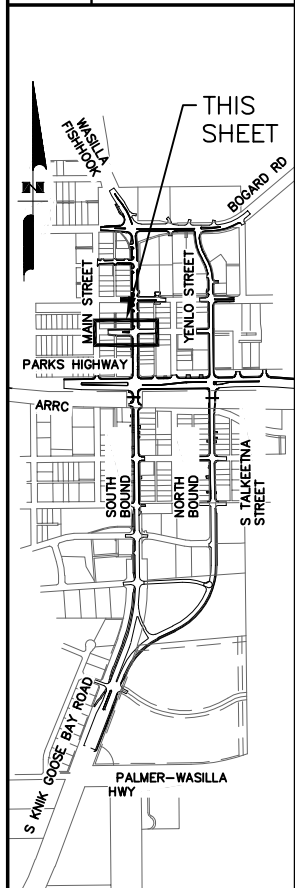 THIS
SHEET
WASILLA
FISHHOOK
N
BOGARD RD
MAIN STREET
YENLO STREET
PARKS HIGHWAY
ARRC
SOUTH
BOUND
NORTH
BOUND
S TALKEETNA
STREET
S KNIK GOOSE BAY ROAD
PALMER-WASILLA
HWY